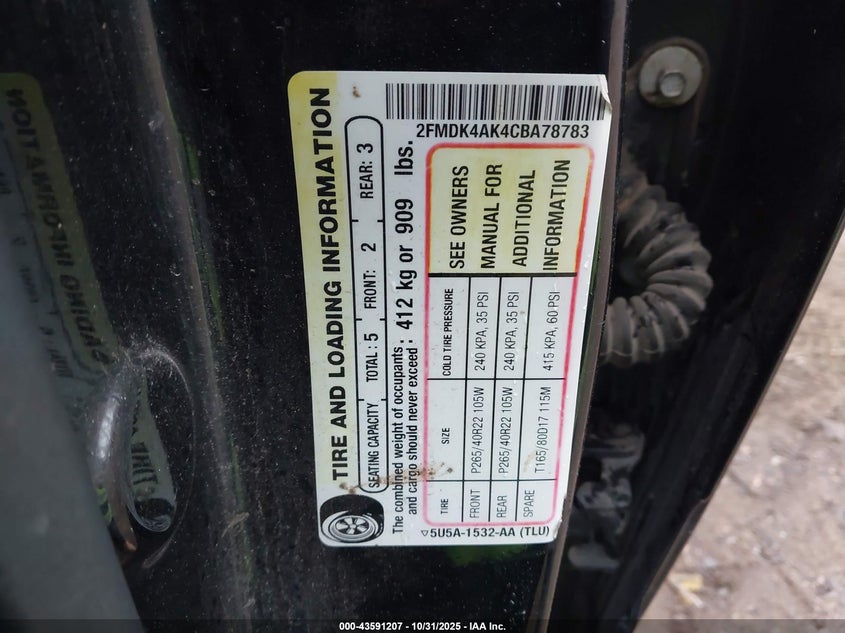 2FMDK4AK4CBA78783
TIRE AND LOADING INFORMATION
SEATING CAPACITY TOTAL : 5 FRONT: 2 REAR: 3
The combined weight of occupants
and cargo should never exceed : 412 kg or 909 lbs.
TIRE SIZE COLD TIRE PRESSURE
FRONT P265/40R22 105W 240 KPA, 35 PSI
REAR P265/40R22 105W 240 KPA, 35 PSI
SPARE T165/80D17 115M 415 KPA, 60 PSI
SEE OWNERS
MANUAL FOR
ADDITIONAL
INFORMATION
5U5A-1532-AA (TLU)
000-43591207 - 10/31/2025 - IAA Inc.